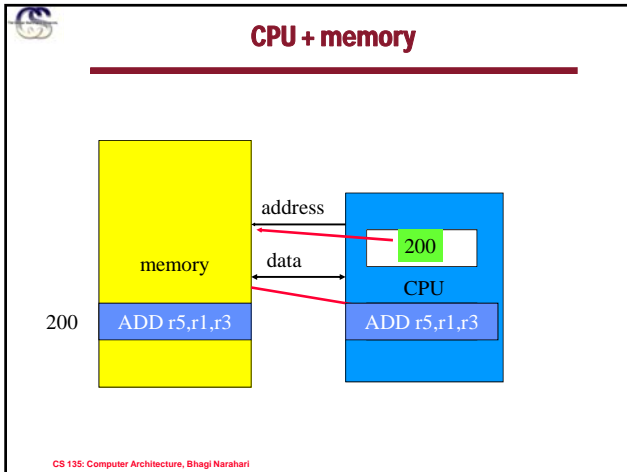 CPU + memory
address
200
memory
data
CPU
200
ADD r5,r1,r3
ADD r5,r1,r3
CS 135: Computer Architecture, Bhagi Narahari